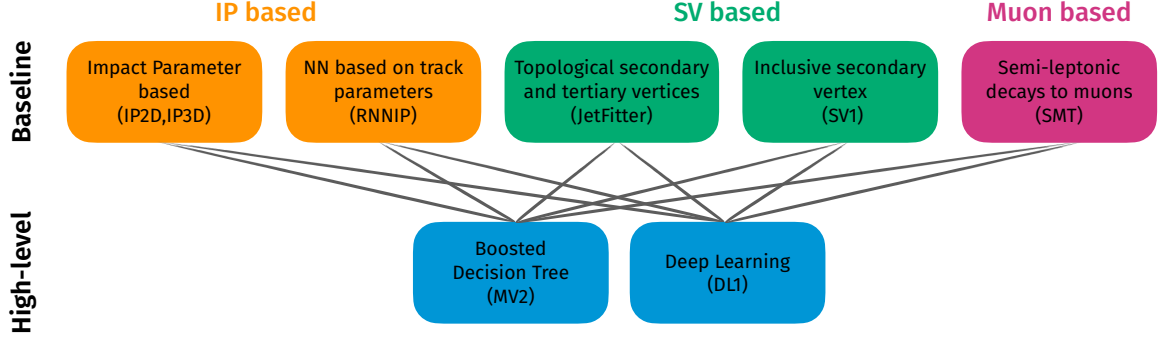 IP based
SV based
Muon based
Baseline
Impact Parameter
based
(IP2D,IP3D)
NN based on track
parameters
(RNNIP)
Topological secondary
and tertiary vertices
(JetFitter)
Inclusive secondary
vertex
(SV1)
Semi-leptonic
decays to muons
(SMT)
High-level
Boosted
Decision Tree
(MV2)
Deep Learning
(DL1)